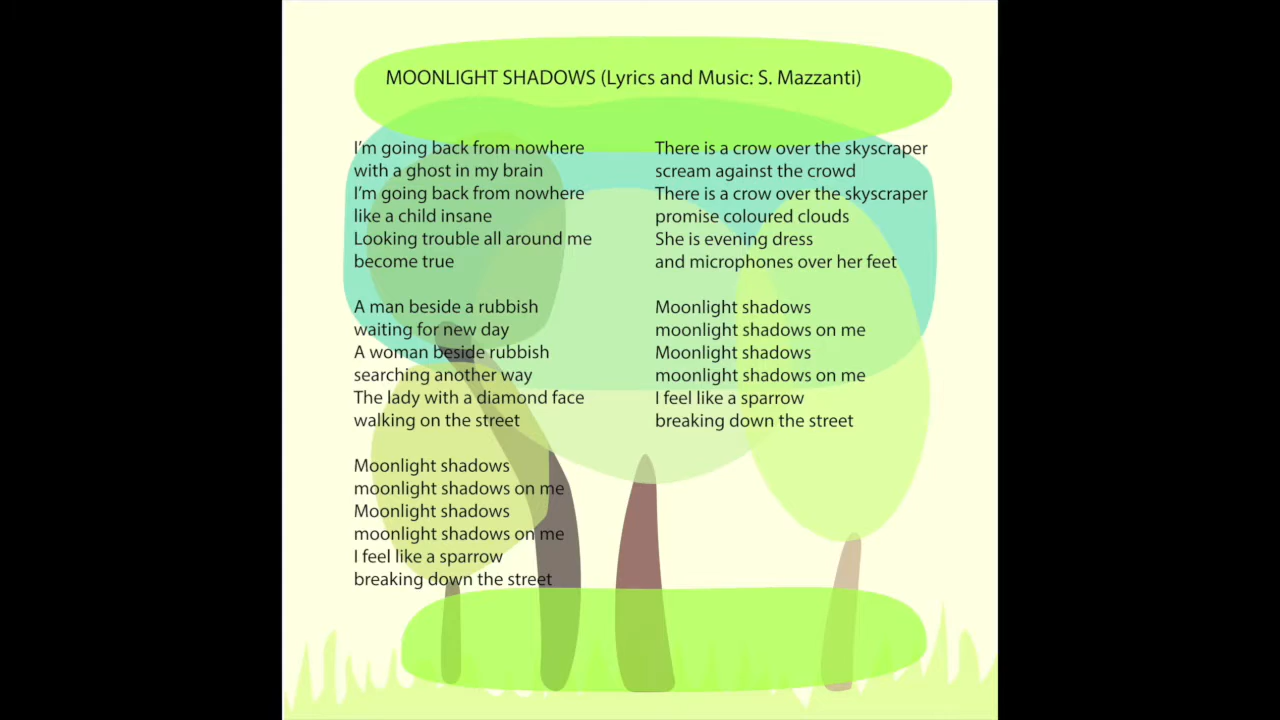 MOONLIGHT SHADOWS (Lyrics and Music: S. Mazzanti)
I'm going back from nowhere
with a ghost in my brain
I'm going back from nowhere
like a child insane
Looking trouble all around me
become true
A man beside a rubbish
waiting for new day
A woman beside rubbish
searching another way
The lady with a diamond face
walking on the street
Moonlight shadows
moonlight shadows on me
Moonlight shadows
moonlight shadows on me
I feel like a sparrow
breaking down the street
There is a crow over the skyscraper
scream against the crowd
There is a crow over the skyscraper
promise coloured clouds
She is evening dress
and microphones over her feet
Moonlight shadows
moonlight shadows on me
Moonlight shadows
moonlight shadows on me
I feel like a sparrow
breaking down the street